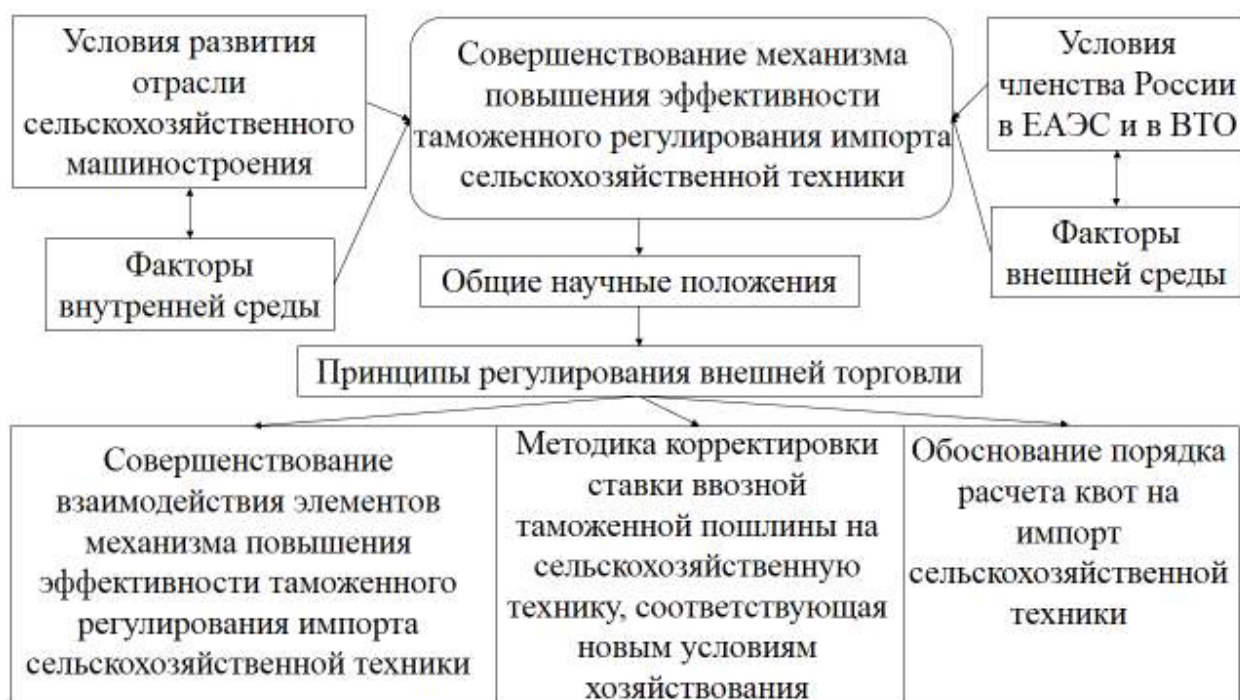 Условия развития
отрасли
сельскохозяйственного
машиностроения
Совершенствование механизма
повышения эффективности
таможенного регулирования импорта
сельскохозяйственной техники
Условия
членства России
в ЕАЭС и в ВТО
Факторы
внутренней среды
Общие научные положения
Факторы
внешней среды
Принципы регулирования внешней торговли
Совершенствование
взаимодействия элементов
механизма повышения
эффективности таможенного
регулирования импорта
сельскохозяйственной техники
Методика корректировки
ставки ввозной
таможенной пошлины на
сельскохозяйственную
технику, соответствующая
новым условиям
хозяйствования
Обоснование порядка
расчета квот на
импорт
сельскохозяйственной
техники